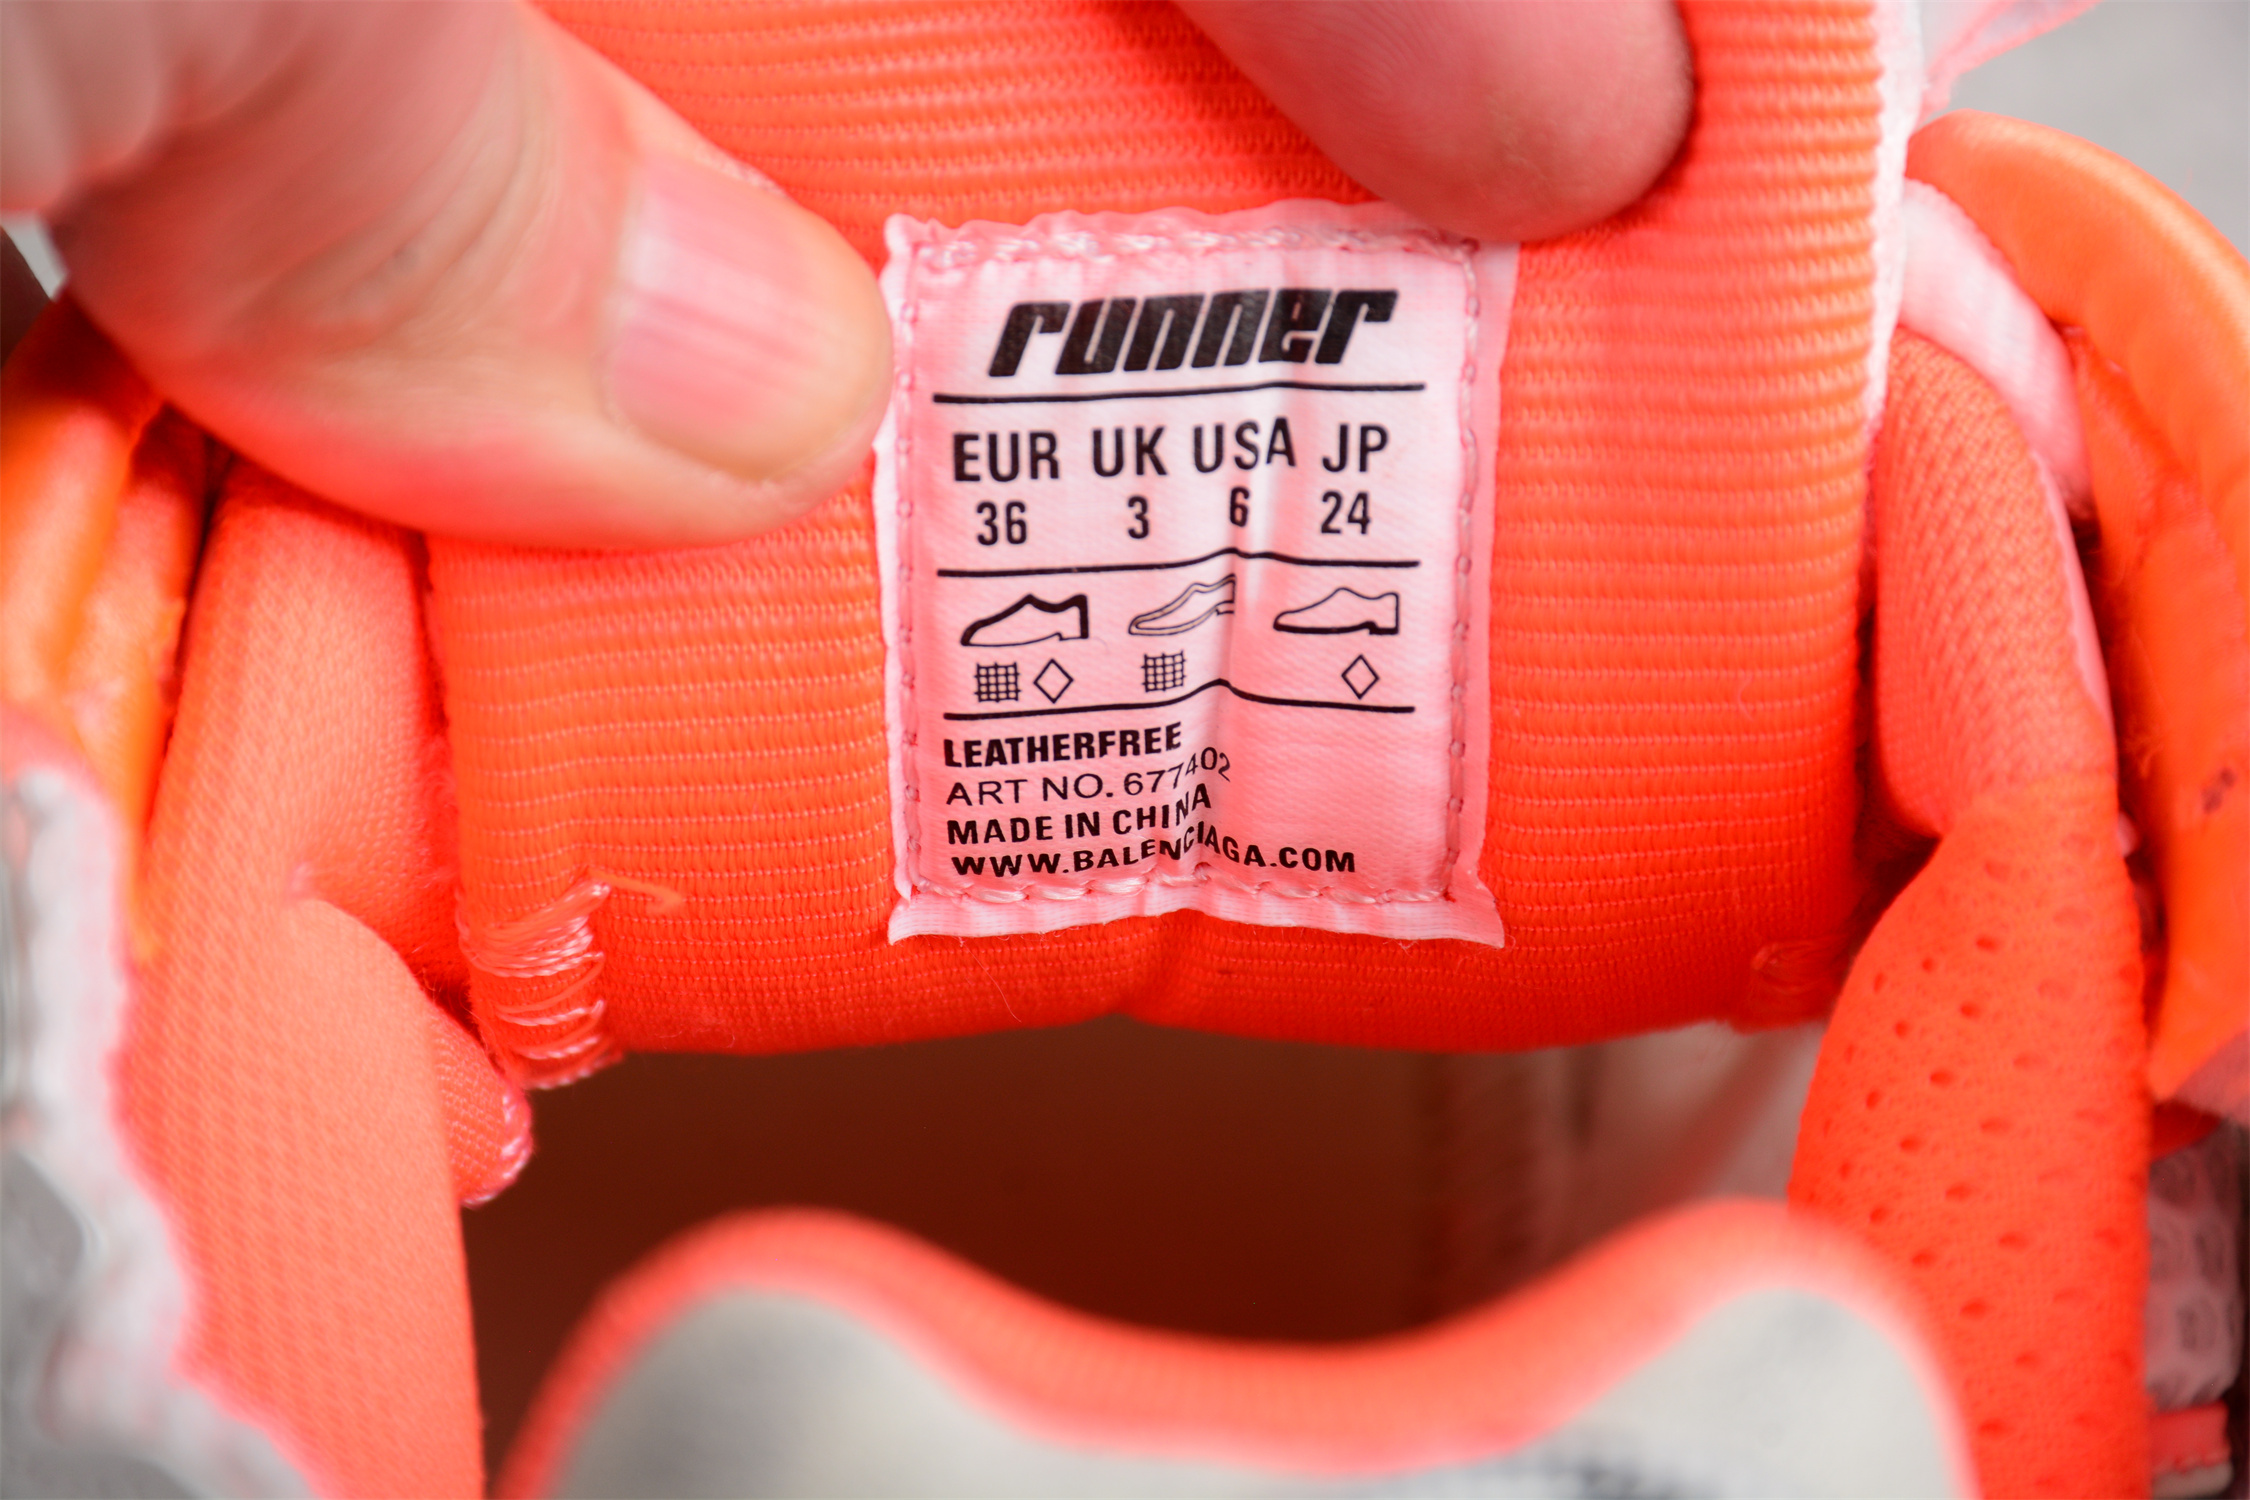 runner
EUR UK USA JP
36 3 6 24
LEATHERFREE
ART NO. 677402
MADE IN CHINA
WWW.BALENCIAGA.COM